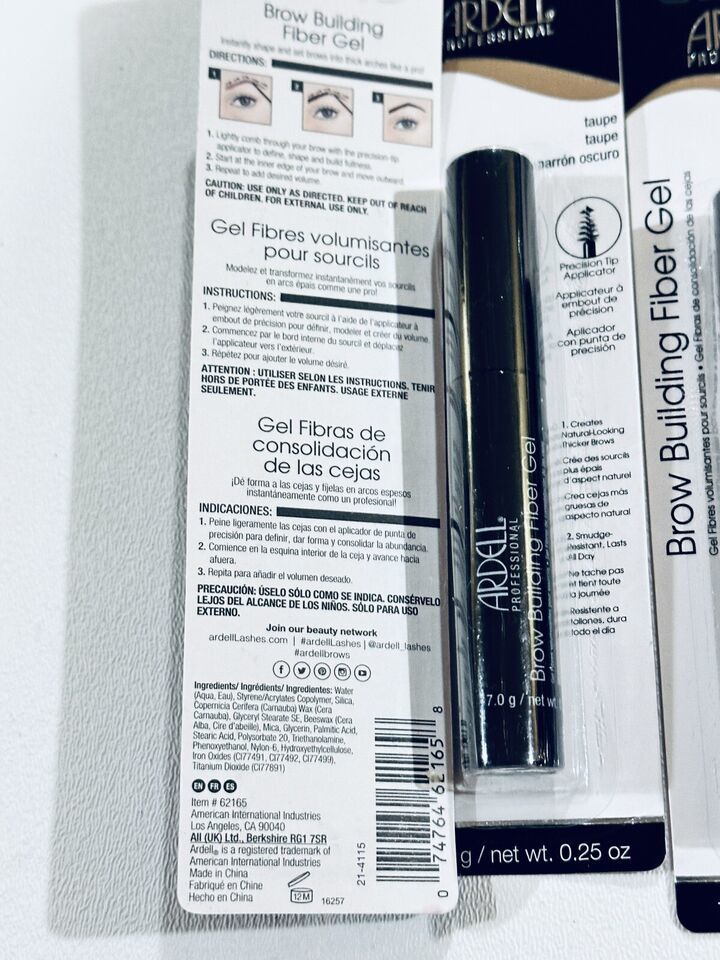 Brow Building
Fiber Gel
Instantly shape and set brows into thick arches like a pro!
DIRECTIONS:
1 2 3
1. Lightly comb through your brow with the precision-tip
applicator to define, shape and build fullness.
2. Start at the inner edge of your brow and move outward.
3. Repeat to add desired volume.
CAUTION: USE ONLY AS DIRECTED. KEEP OUT OF REACH
OF CHILDREN. FOR EXTERNAL USE ONLY.
Gel Fibres volumisantes
pour sourcils
Modelez et transformez instantanément vos sourcils
en arcs épais comme une pro!
INSTRUCTIONS:
1. Peignez légèrement votre sourcil à l'aide de l'applicateur à
embout de précision pour définir, modeler et créer du volume.
2. Commencez par le bord interne du sourcil et déplacez
l'applicateur vers l'extérieur.
3. Répétez pour ajouter le volume désiré.
ATTENTION : UTILISER SELON LES INSTRUCTIONS. TENIR
HORS DE PORTÉE DES ENFANTS. USAGE EXTERNE
SEULEMENT.
Gel Fibras de
consolidación
de las cejas
¡Dé forma a las cejas y fíjelas en arcos espesos
instantáneamente como un profesional!
INDICACIONES:
1. Peine ligeramente las cejas con el aplicador de punta de
precisión para definir, dar forma y consolidar la abundancia.
2. Comience en la esquina interior de la ceja y avance hacia
afuera.
3. Repita para añadir el volumen deseado.
PRECAUCIÓN: ÚSELO SÓLO COMO SE INDICA. CONSÉRVELO
LEJOS DEL ALCANCE DE LOS NIÑOS. SÓLO PARA USO
EXTERNO.
Join our beauty network
ardellLashes.com | #ardellLashes | @ardell_lashes
#ardellbrows
Ingredients/ Ingrédients/ Ingredientes: Water
(Aqua, Eau), Styrene/Acrylates Copolymer, Silica,
Copernicia Cerifera (Carnauba) Wax (Cera
Carnauba), Glyceryl Stearate SE, Beeswax (Cera
Alba, Cire d'abeille), Mica, Glycerin, Palmitic Acid,
Stearic Acid, Polysorbate 20, Triethanolamine,
Phenoxyethanol, Nylon-6, Hydroxyethylcellulose,
Iron Oxides (CI77491, CI77492, CI77499),
Titanium Dioxide (CI77891)
EN FR ES
Item # 62165
American International Industries
Los Angeles, CA 90040
AII (UK) Ltd., Berkshire RG1 7SR
Ardell® is a registered trademark of
American International Industries
Made in China
Fabriqué en Chine
Hecho en China
12M
16257
21-4115
0 74764 62165 8
ARDELL
PROFESSIONAL
taupe
taupe
marrón oscuro
Precision Tip
Applicator
Applicateur à
embout de
précision
Aplicador
con punta de
precisión
1. Creates
Natural-Looking
Thicker Brows
Crée des sourcils
plus épais
d'aspect naturel
Crea cejas más
gruesas de
aspecto natural
2. Smudge-
Resistant, Lasts
All Day
Ne tache pas
et tient toute
la journée
Resistente a
, dura
todo el día
ARDELL®
PROFESSIONAL
Brow Building Fiber Gel
7.0 g / net wt
g / net wt. 0.25 oz
Brow Building Fiber Gel
Gel Fibres volumisantes pour sourcils • Gel Fibras de consolidación de las cejas